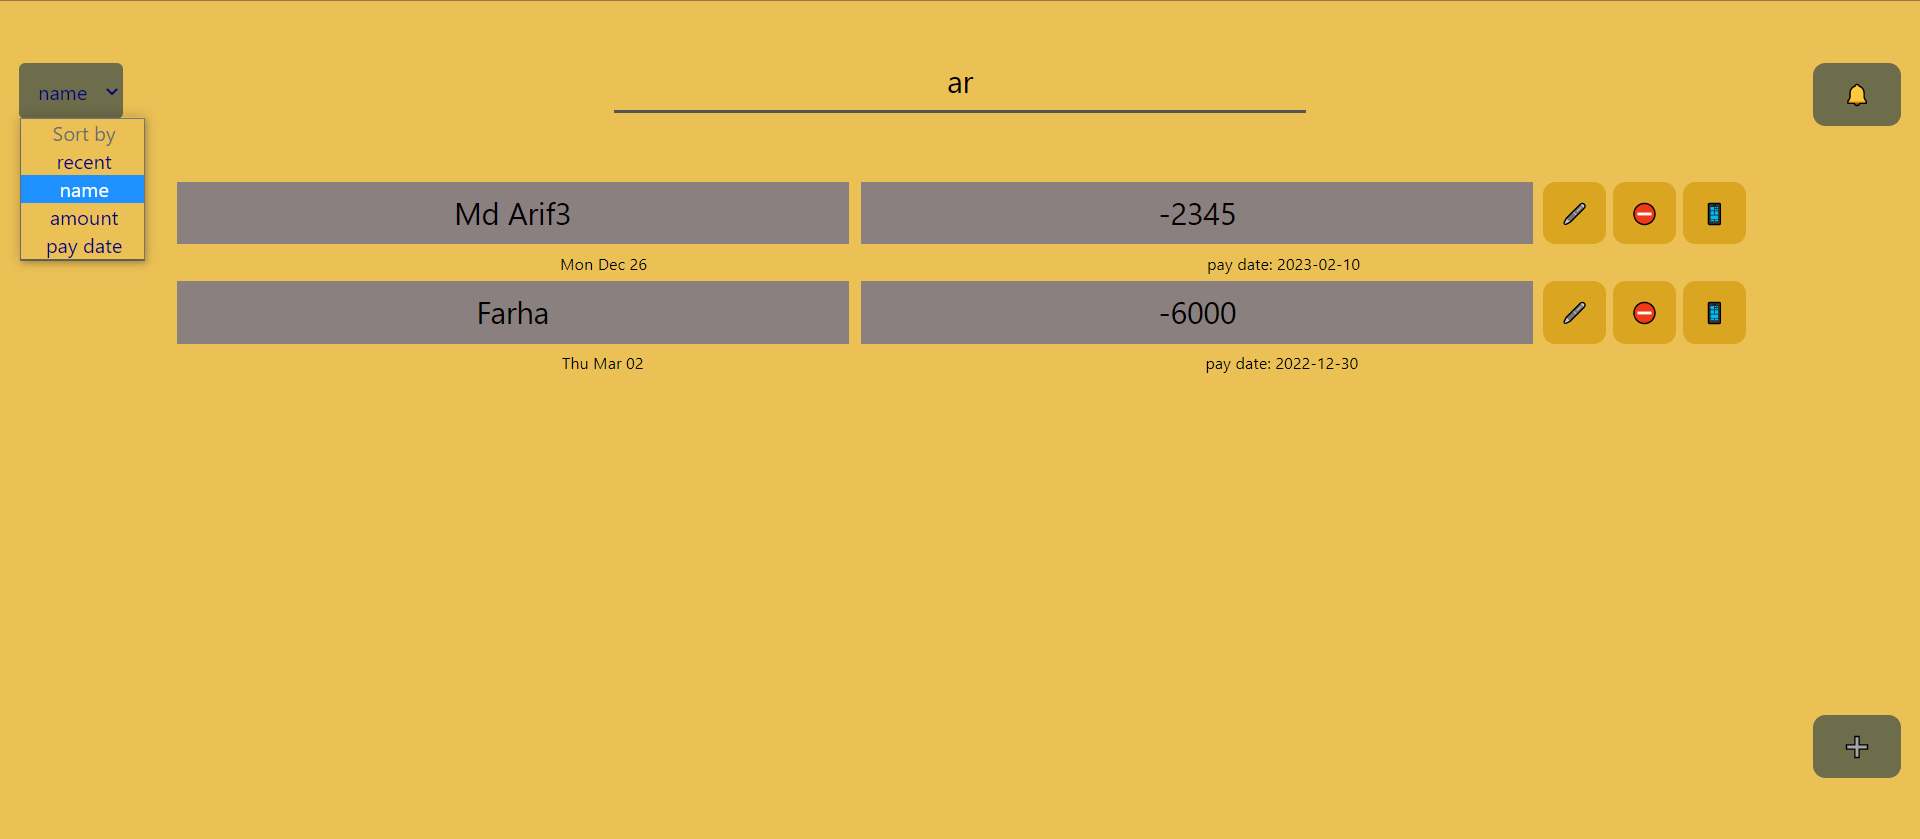 name
ar
Sort by
recent
name
amount
pay date
Md Arif3
-2345
Mon Dec 26
pay date: 2023-02-10
Farha
-6000
Thu Mar 02
pay date: 2022-12-30